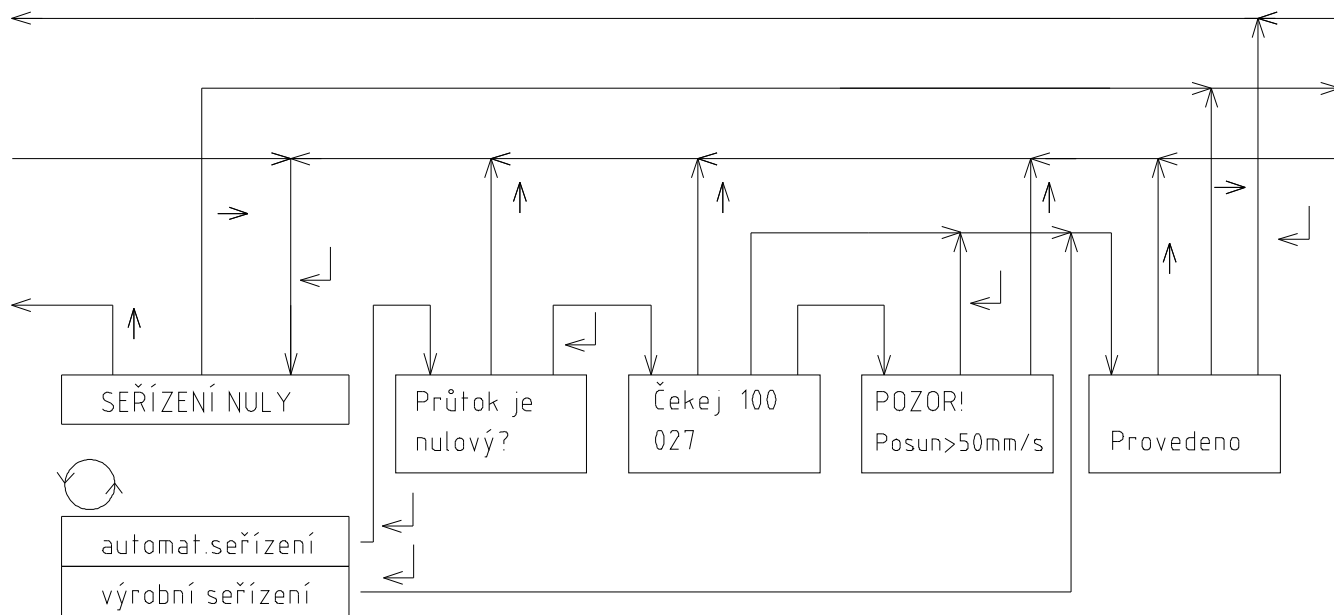 SEŘÍZENÍ NULY
Průtok je
nulový?
Čekej 100
027
POZOR!
Posun>50mm/s
Provedeno
automat.seřízení
výrobní seřízení